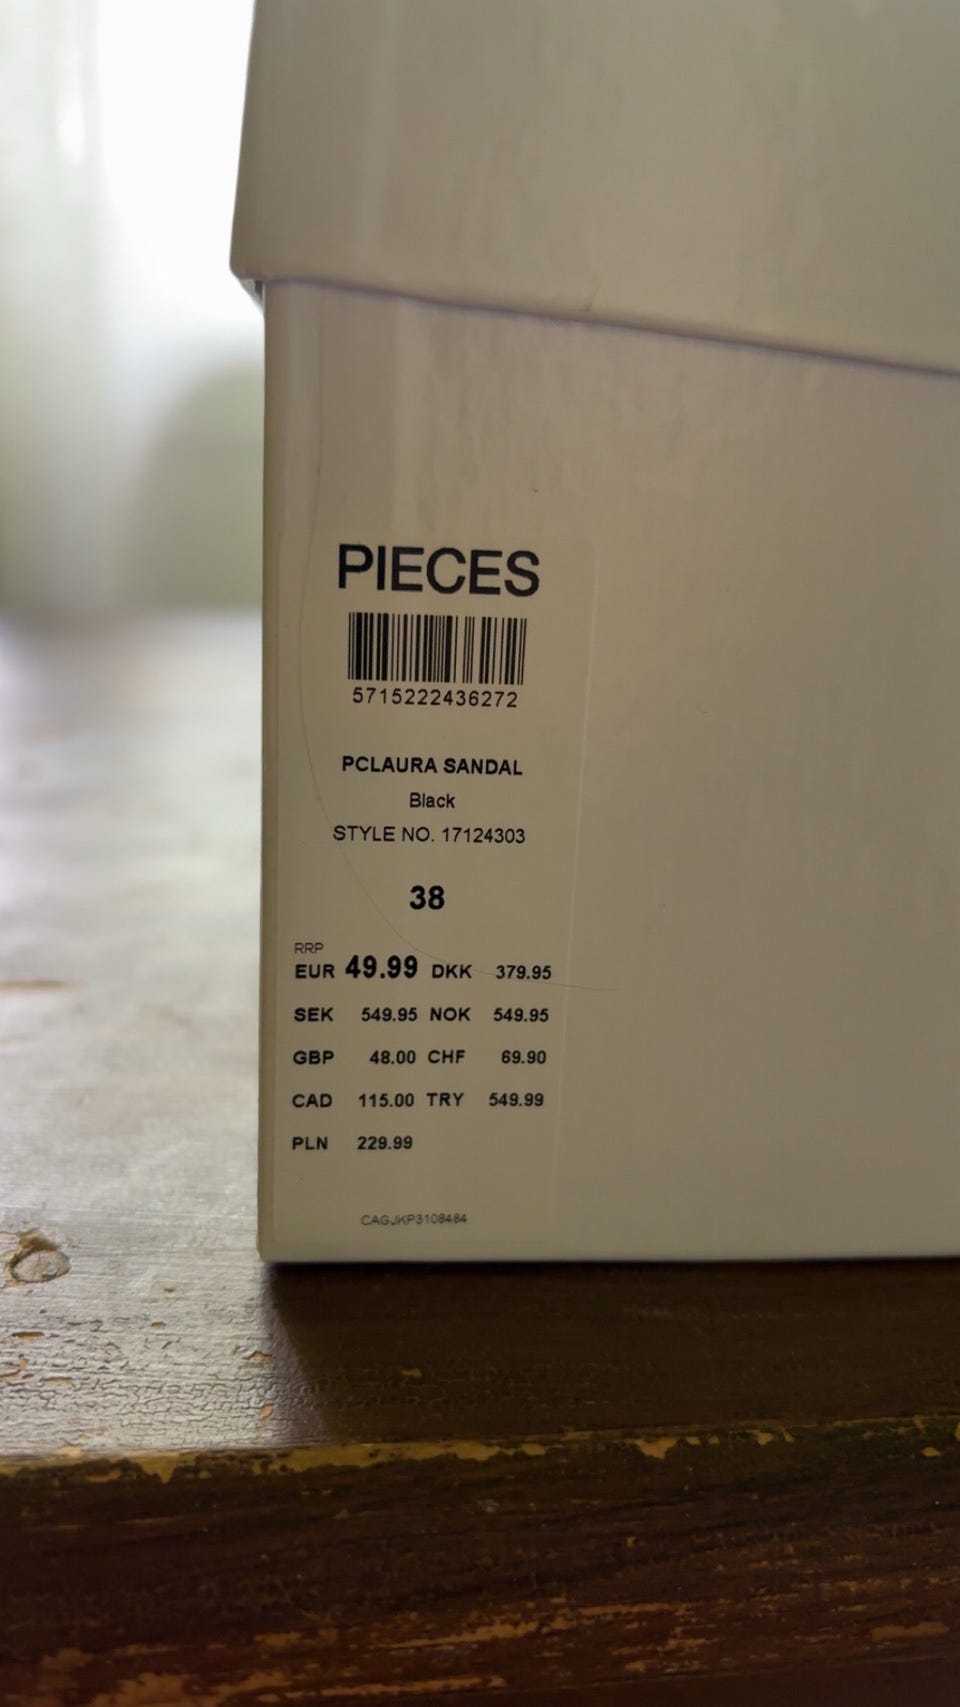 PIECES
5715222436272
PCLAURA SANDAL
Black
STYLE NO. 17124303
38
RRP
EUR 49.99 DKK 379.95
SEK 549.95 NOK 549.95
GBP 48.00 CHF 69.90
CAD 115.00 TRY 549.99
PLN 229.99
CAGJKP3108484